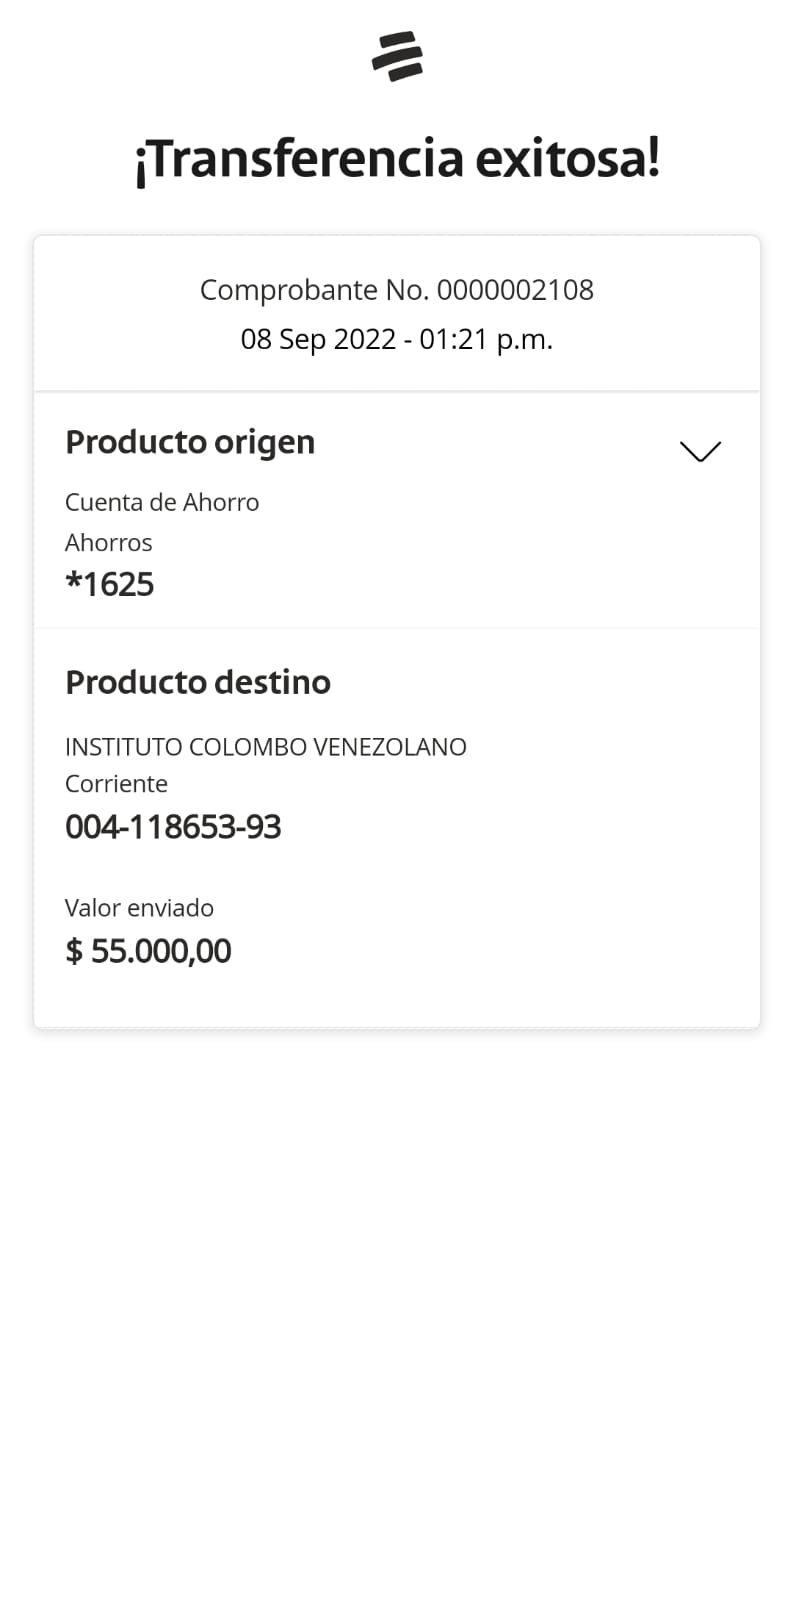 ¡Transferencia exitosa!
Comprobante No. 0000002108
08 Sep 2022 - 01:21 p.m.
Producto origen
Cuenta de Ahorro
Ahorros
*1625
Producto destino
INSTITUTO COLOMBO VENEZOLANO
Corriente
004-118653-93
Valor enviado
$ 55.000,00